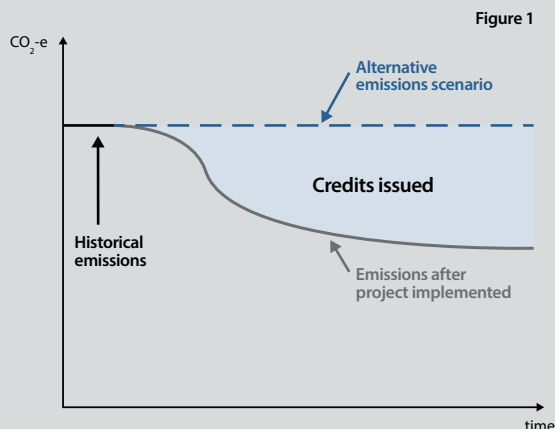 Figure 1
CO2-e
Alternative
emissions scenario
Credits issued
Historical
emissions
Emissions after
project implemented
time